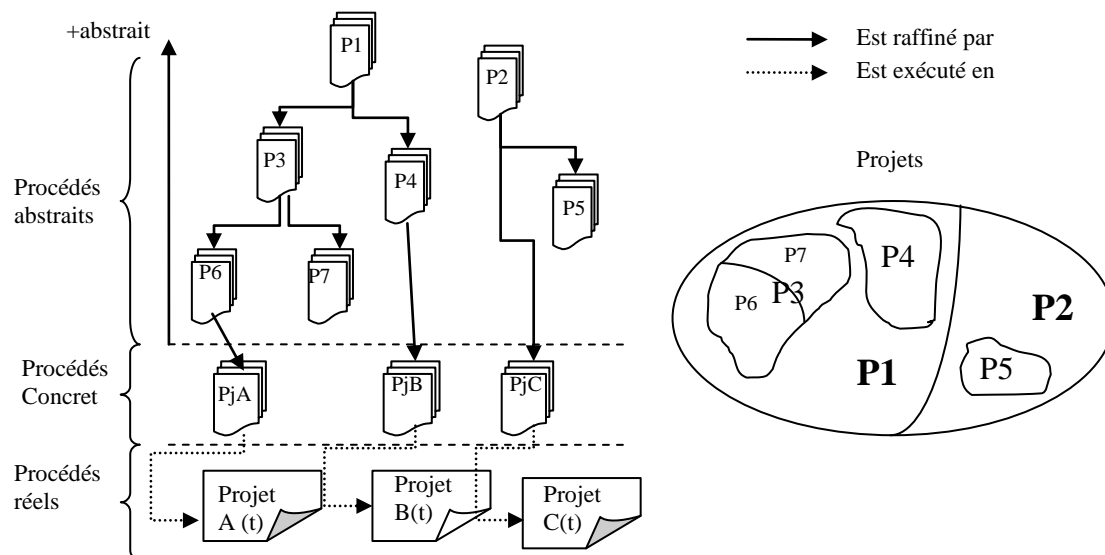 +abstrait
P1
P2
Est raffiné par
Est exécuté en
P3
P4
P5
Procédés
abstraits
P6
P7
Projets
P7
P4
P6
P3
P2
P1
P5
Procédés
Concret
PjA
PjB
PjC
Procédés
réels
Projet
A (t)
Projet
B(t)
Projet
C(t)